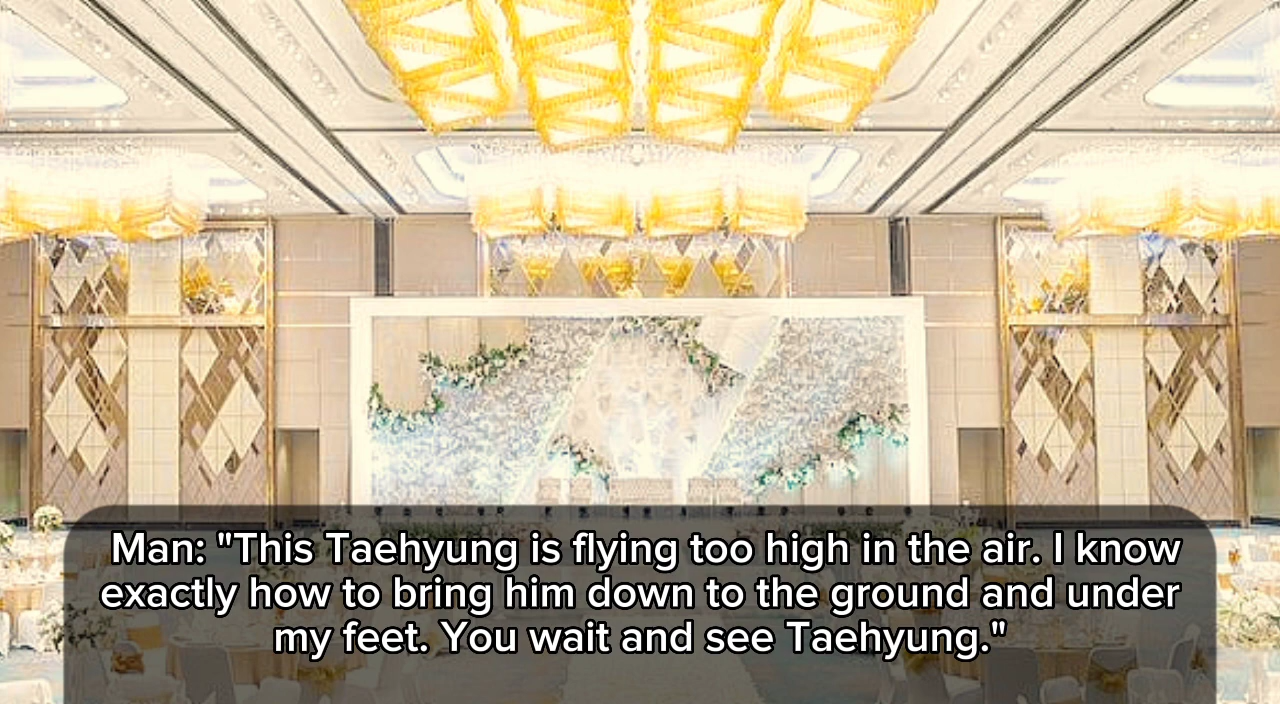 Man: "This Taehyung is flying too high in the air. I know
exactly how to bring him down to the ground and under
my feet. You wait and see Taehyung."